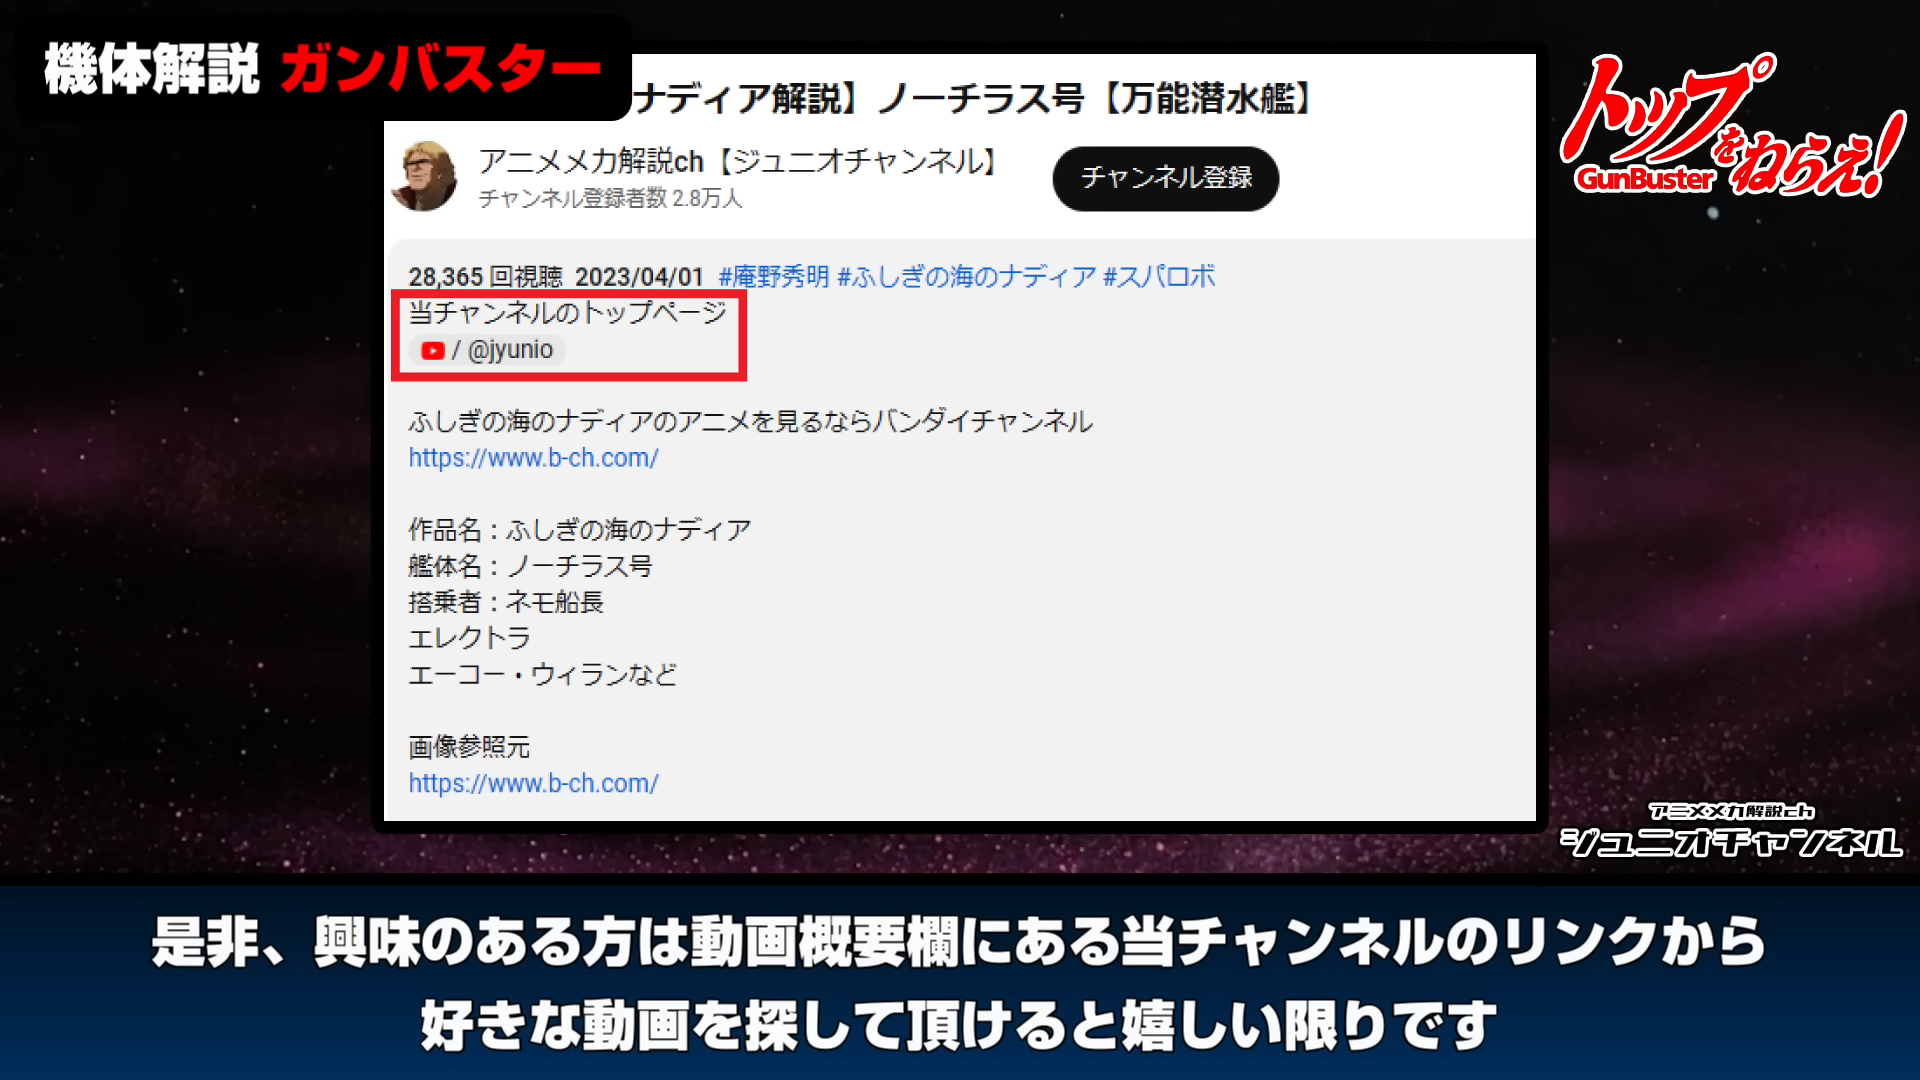 機体解説 ガンバスター
ナディア解説】ノーチラス号【万能潜水艦】
トップをねらえ!
GunBuster
アニメメカ解説ch【ジュニオチャンネル】
チャンネル登録者数 2.8万人
チャンネル登録
28,365 回視聴 2023/04/01 #庵野秀明 #ふしぎの海のナディア #スパロボ
当チャンネルのトップページ
/ @jyunio
ふしぎの海のナディアのアニメを見るならバンダイチャンネル
https://www.b-ch.com/
作品名：ふしぎの海のナディア
艦体名：ノーチラス号
搭乗者：ネモ船長
エレクトラ
エーコー・ウィランなど
画像参照元
https://www.b-ch.com/
アニメメカ解説ch
ジュニオチャンネル
是非、興味のある方は動画概要欄にある当チャンネルのリンクから
好きな動画を探して頂けると嬉しい限りです